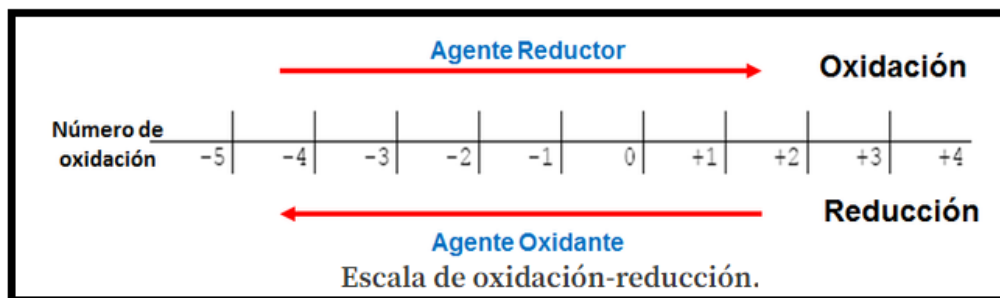 Agente Reductor
Oxidación
Número de
oxidación
-5 -4 -3 -2 -1 0 +1 +2 +3 +4
Reducción
Agente Oxidante
Escala de oxidación-reducción.